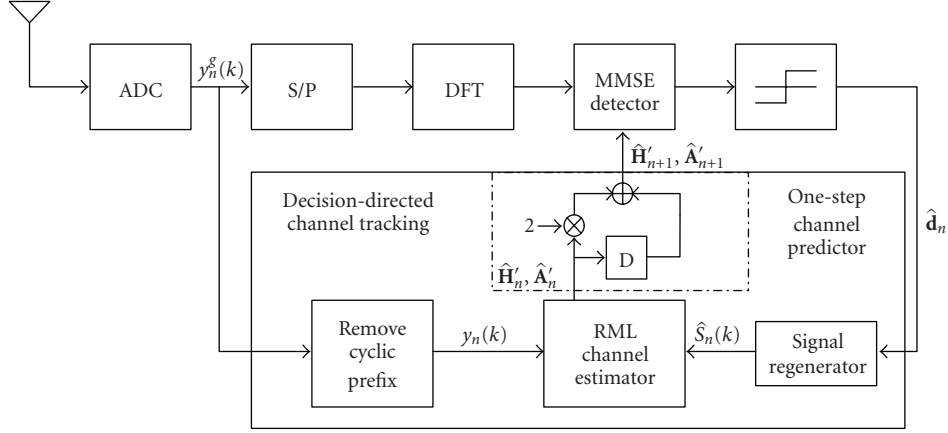 ADC
y_n^g(k)
S/P
DFT
MMSE
detector
Ĥ′_{n+1}, Â′_{n+1}
Decision-directed
channel tracking
One-step
channel
predictor
d̂_n
2
D
Ĥ′_n, Â′_n
Remove
cyclic
prefix
y_n(k)
RML
channel
estimator
Ŝ_n(k)
Signal
regenerator